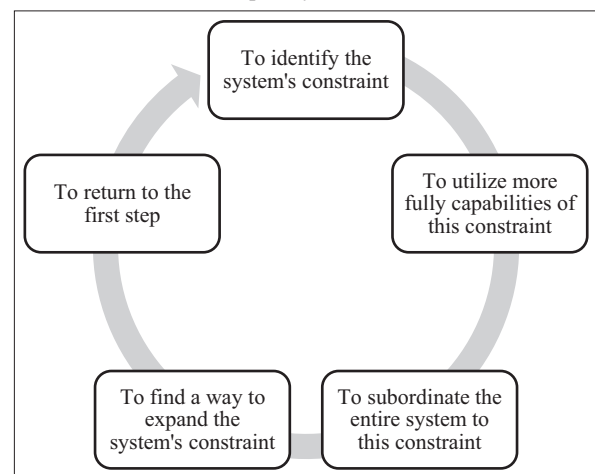 To identify the
system's constraint
To utilize more
fully capabilities of
this constraint
To subordinate the
entire system to
this constraint
To find a way to
expand the
system's constraint
To return to the
first step